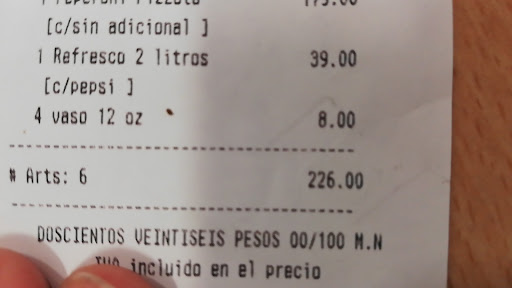 [c/sin adicional ]
1 Refresco 2 litros 39.00
[c/pepsi ]
4 vaso 12 oz 8.00
# Arts: 6 226.00
DOSCIENTOS VEINTISEIS PESOS 00/100 M.N
incluido en el precio